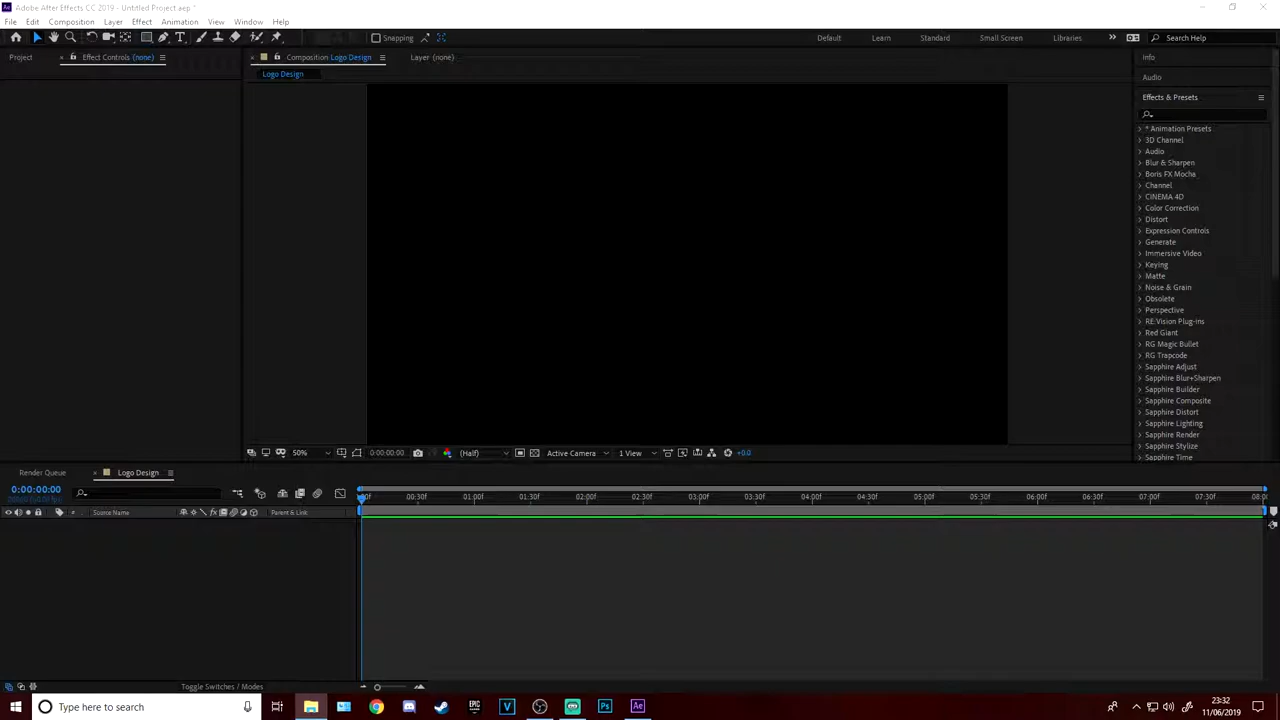 Adobe After Effects CC 2019 - Untitled Project.aep *
File Edit Composition Layer Effect Animation View Window Help
Snapping Default Learn Standard Small Screen Libraries Search Help
Project Effect Controls (none) Composition Logo Design Layer (none) Info
Logo Design
Audio
Effects & Presets
* Animation Presets
3D Channel
Audio
Blur & Sharpen
Boris FX Mocha
Channel
CINEMA 4D
Color Correction
Distort
Expression Controls
Generate
Immersive Video
Keying
Matte
Noise & Grain
Obsolete
Perspective
RE:Vision Plug-ins
Red Giant
RG Magic Bullet
RG Trapcode
Sapphire Adjust
Sapphire Blur+Sharpen
Sapphire Builder
Sapphire Composite
Sapphire Distort
Sapphire Lighting
Sapphire Render
Sapphire Stylize
Sapphire Time
50% 0:00:00:00 (Half) Active Camera 1 View +0.0
Render Queue Logo Design
0:00:00:00
00:30f 01:00f 01:30f 02:00f 02:30f 03:00f 03:30f 04:00f 04:30f 05:00f 05:30f 06:00f 06:30f 07:00f 07:30f
# Source Name Parent & Link
Toggle Switches / Modes
Type here to search
23:32
11/06/2019